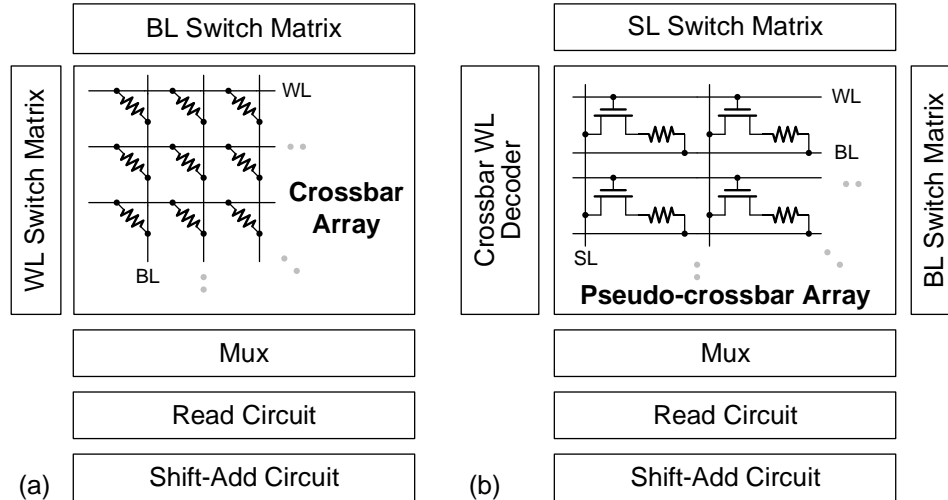 BL Switch Matrix
WL Switch Matrix
WL
Crossbar
Array
BL
Mux
Read Circuit
Shift-Add Circuit
(a)
SL Switch Matrix
Crossbar WL
Decoder
WL
BL
SL
Pseudo-crossbar Array
BL Switch Matrix
Mux
Read Circuit
Shift-Add Circuit
(b)